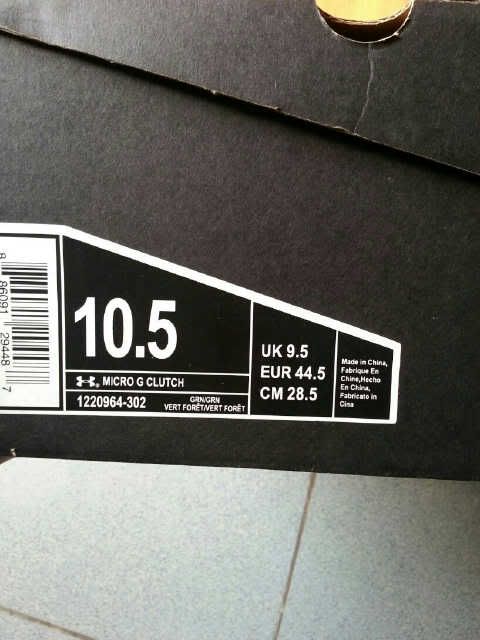 8 86091 29448 7
10.5
MICRO G CLUTCH
1220964-302
GRN/GRN
VERT FORÊT/VERT FORÊT
UK 9.5
EUR 44.5
CM 28.5
Made in China,
Fabrique En
Chine,Hecho
En China,
Fabricato in
Cina